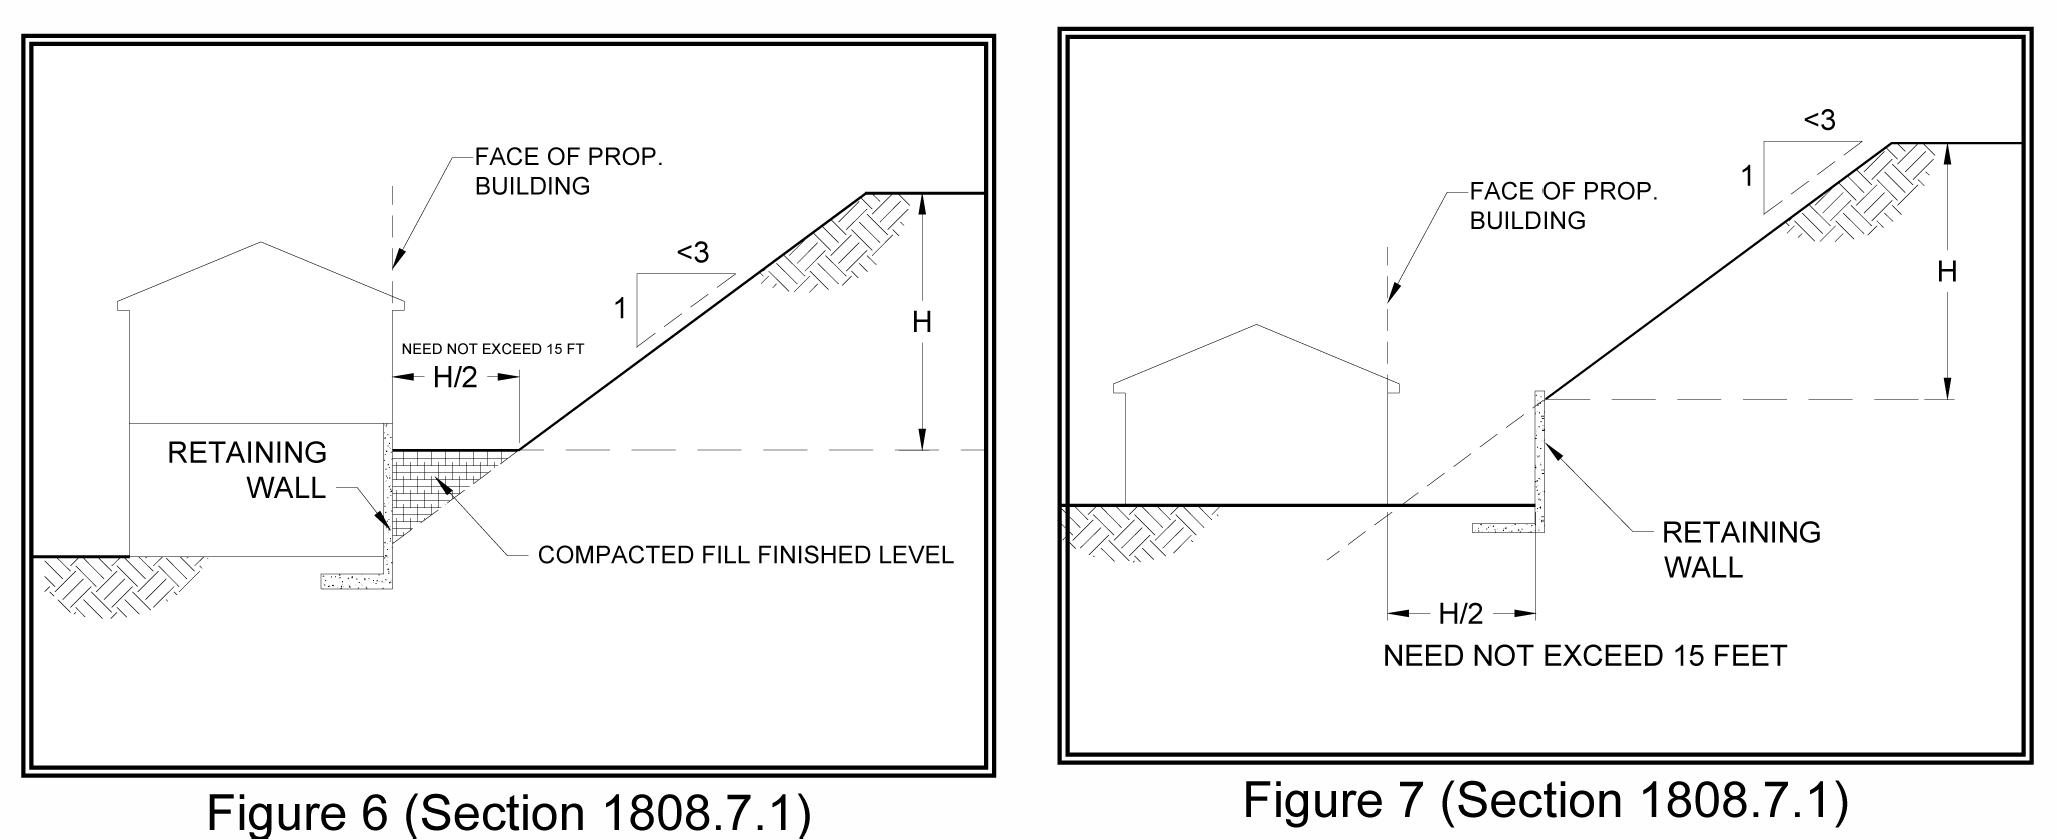 FACE OF PROP.
BUILDING
<3
1
NEED NOT EXCEED 15 FT
H/2
H
RETAINING
WALL
COMPACTED FILL FINISHED LEVEL
Figure 6 (Section 1808.7.1)
<3
1
FACE OF PROP.
BUILDING
H
RETAINING
WALL
H/2
NEED NOT EXCEED 15 FEET
Figure 7 (Section 1808.7.1)